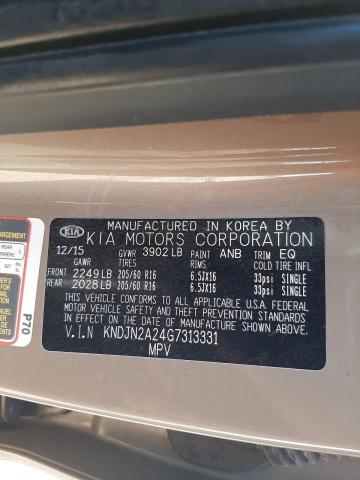 MANUFACTURED IN KOREA BY
KIA KIA MOTORS CORPORATION
12/15 GVWR 3902 LB PAINT ANB TRIM EQ
GAWR TIRES RIMS COLD TIRE INFL
FRONT 2249 LB 205/60 R16 6.5JX16 33psi SINGLE
REAR 2028 LB 205/60 R16 6.5JX16 33psi SINGLE
THIS VEHICLE CONFORMS TO ALL APPLICABLE U.S.A. FEDERAL
MOTOR VEHICLE SAFETY AND THEFT PREVENTION STANDARDS
IN EFFECT ON THE DATE OF MANUFACTURE SHOWN ABOVE.
V.I.N KNDJN2A24G7313331
MPV
ARGEMENT
REAR
P70